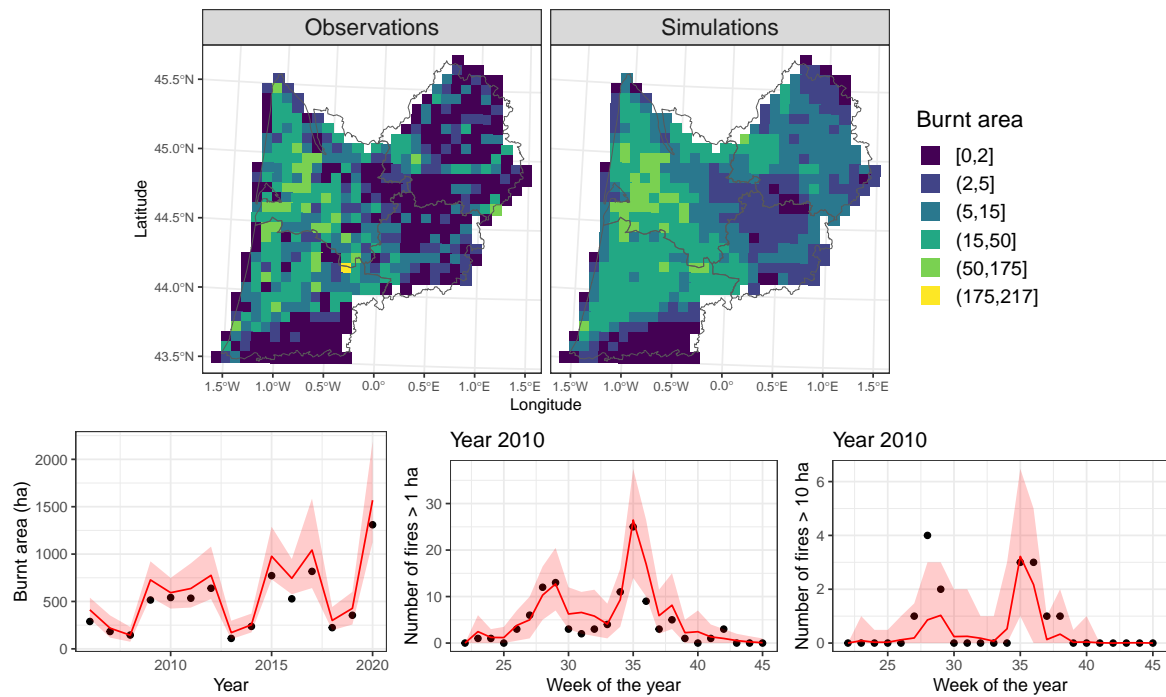 Observations
Simulations
45.5°N
45.0°N
44.5°N
44.0°N
43.5°N
Latitude
1.5°W 1.0°W 0.5°W 0.0° 0.5°E 1.0°E 1.5°E
1.5°W 1.0°W 0.5°W 0.0° 0.5°E 1.0°E 1.5°E
Longitude
Burnt area
[0,2]
(2,5]
(5,15]
(15,50]
(50,175]
(175,217]
2000
1500
1000
500
0
Burnt area (ha)
2010 2015 2020
Year
Year 2010
30
20
10
0
Number of fires > 1 ha
25 30 35 40 45
Week of the year
Year 2010
6
4
2
0
Number of fires > 10 ha
25 30 35 40 45
Week of the year